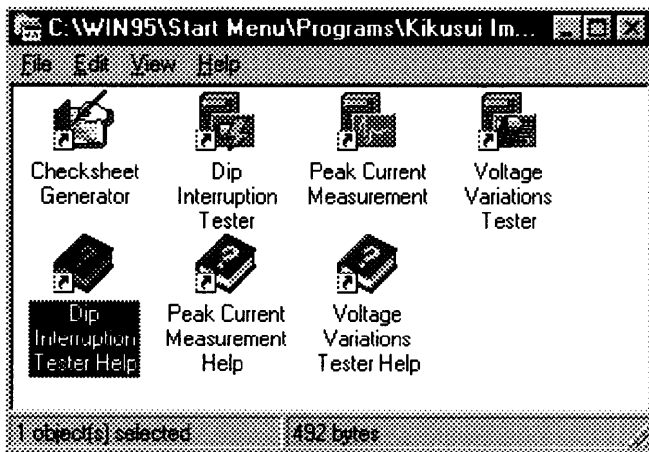 C:\WIN95\Start Menu\Programs\Kikusui Im...
File Edit View Help
Checksheet
Generator
Dip
Interruption
Tester
Peak Current
Measurement
Voltage
Variations
Tester
Dip
Interruption
Tester Help
Peak Current
Measurement
Help
Voltage
Variations
Tester Help
1 object(s) selected
492 bytes